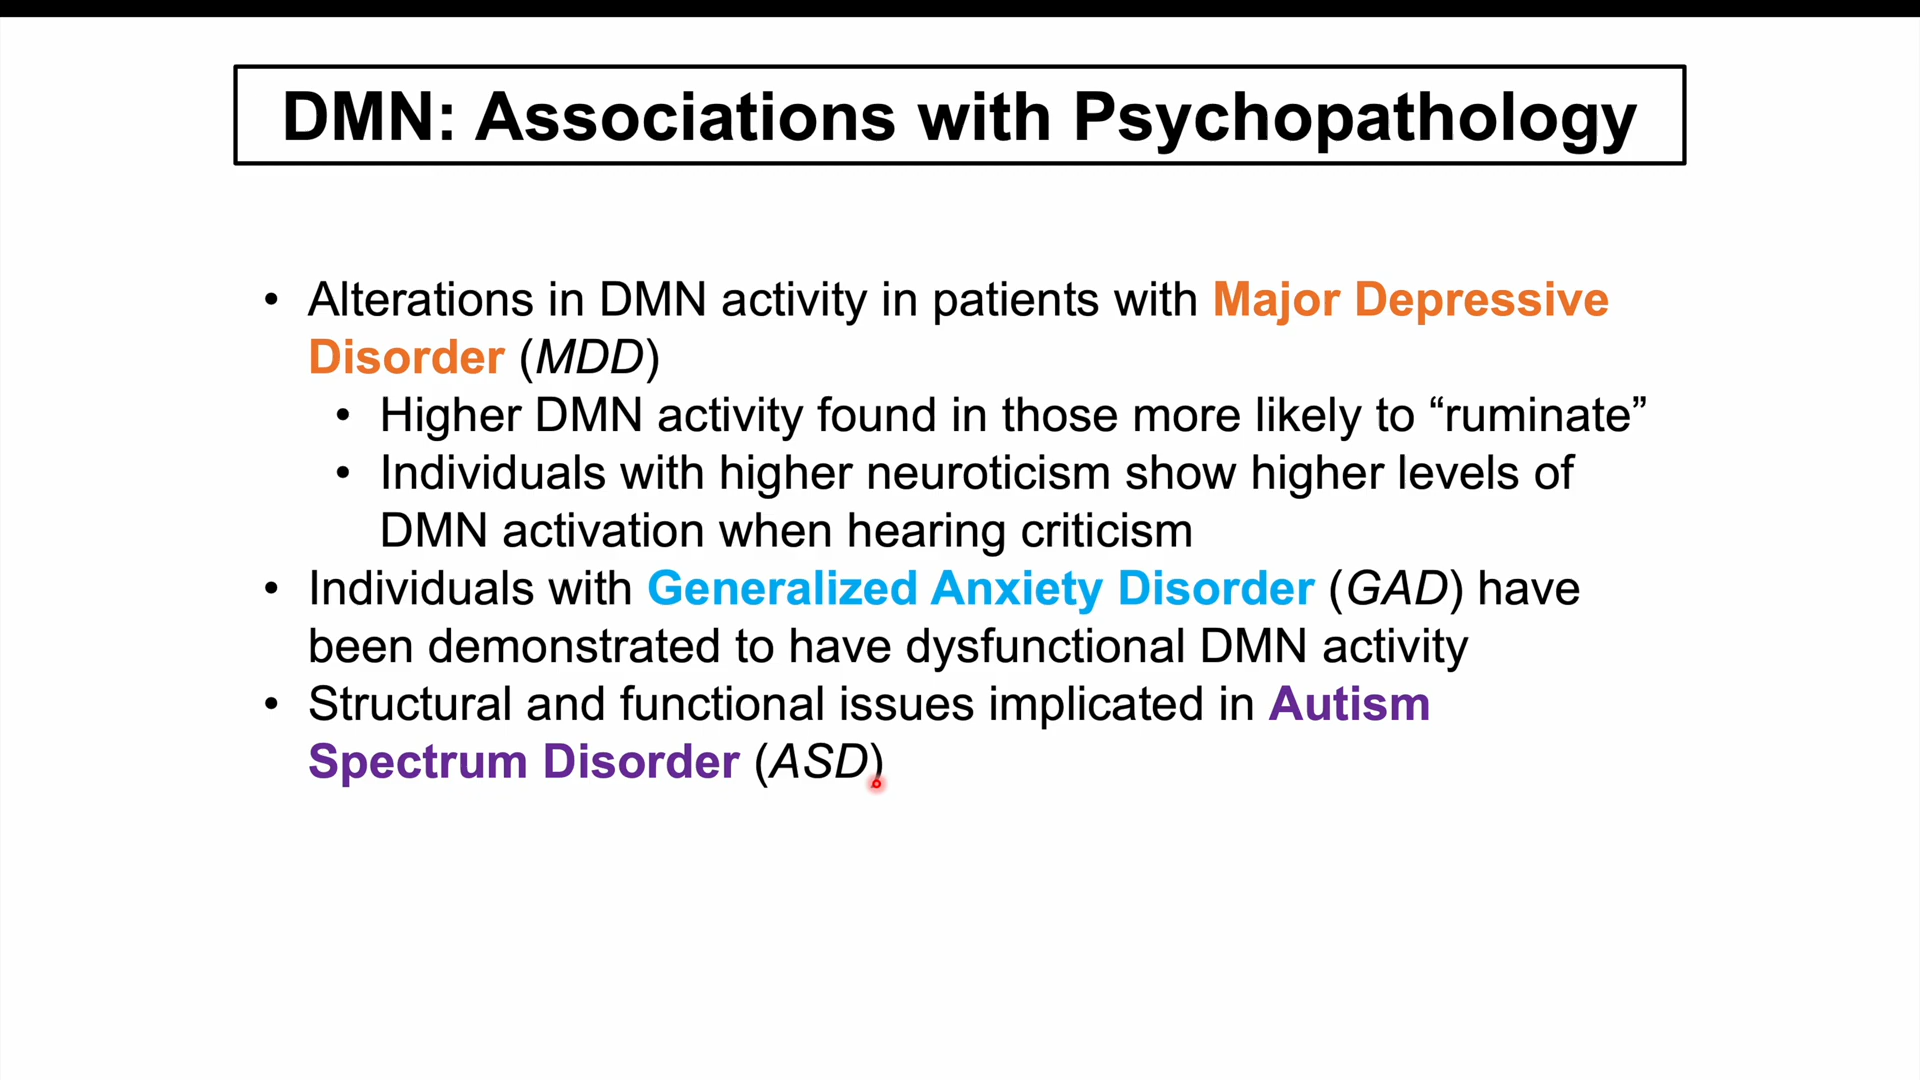 DMN: Associations with Psychopathology
• Alterations in DMN activity in patients with Major Depressive
Disorder (MDD)
• Higher DMN activity found in those more likely to “ruminate”
• Individuals with higher neuroticism show higher levels of
DMN activation when hearing criticism
• Individuals with Generalized Anxiety Disorder (GAD) have
been demonstrated to have dysfunctional DMN activity
• Structural and functional issues implicated in Autism
Spectrum Disorder (ASD)